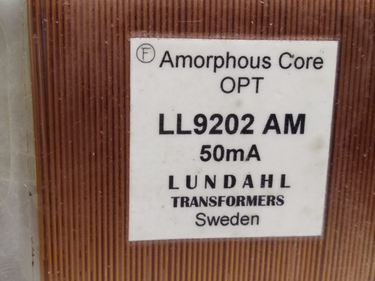 Ⓕ Amorphous Core
OPT
LL9202 AM
50mA
LUNDAHL
TRANSFORMERS
Sweden